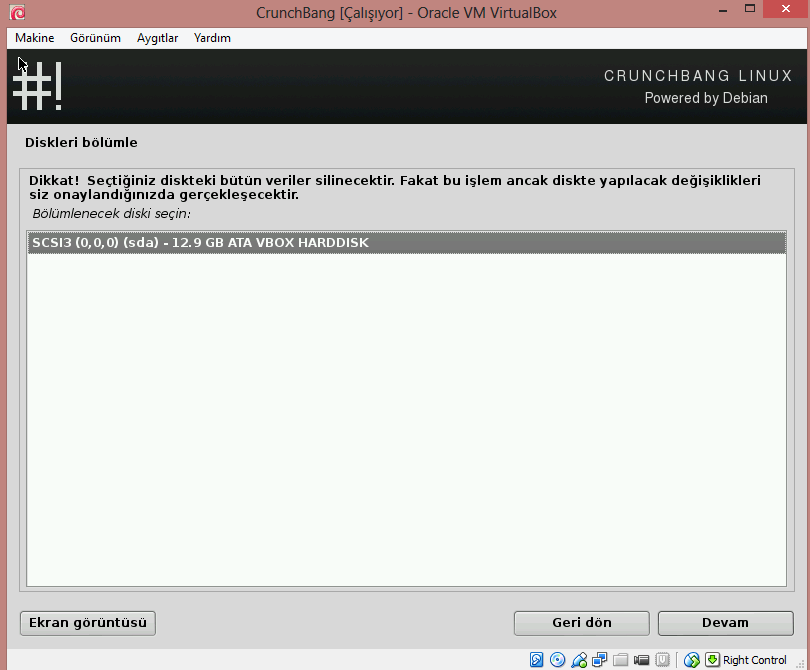 CrunchBang [Çalışıyor] - Oracle VM VirtualBox
Makine Görünüm Aygıtlar Yardım
#!
CRUNCHBANG LINUX
Powered by Debian
Diskleri bölümle
Dikkat! Seçtiğiniz diskteki bütün veriler silinecektir. Fakat bu işlem ancak diskte yapılacak değişiklikleri
siz onaylandığınızda gerçekleşecektir.
Bölümlenecek diski seçin:
SCSI3 (0,0,0) (sda) - 12.9 GB ATA VBOX HARDDISK
Ekran görüntüsü Geri dön Devam
Right Control